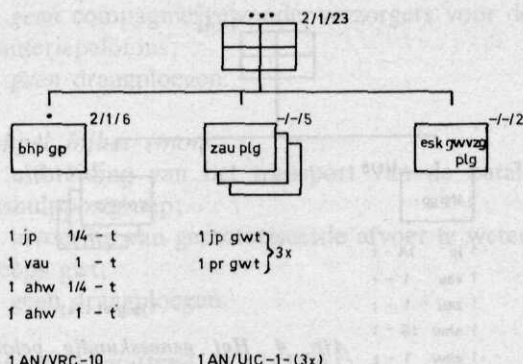 2/1/23
2/1/6
bhp gp
-/-/5
zau plg
-/-/2
esk gwvzg
plg
1 jp 1/4 - t
1 vau 1 - t
1 ahw 1/4 - t
1 ahw 1 - t
1 AN/VRC-10
1 jp gwt
1 pr gwt
3x
1 AN/UIC-1-(3x)